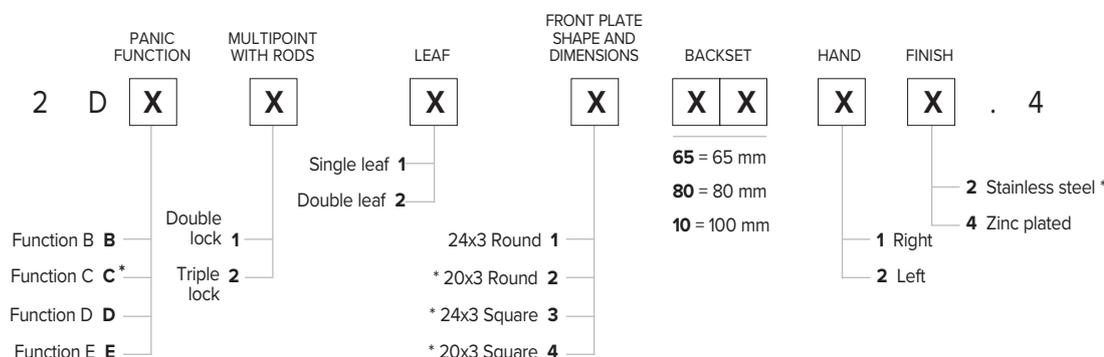 PANIC
FUNCTION
MULTIPOINT
WITH RODS
LEAF
FRONT PLATE
SHAPE AND
DIMENSIONS
BACKSET
HAND
FINISH
2 D X X X X X X X X . 4
Function B B
Function C C*
Function D D
Function E E
Double
lock 1
Triple
lock 2
Single leaf 1
Double leaf 2
24x3 Round 1
* 20x3 Round 2
* 24x3 Square 3
* 20x3 Square 4
65 = 65 mm
80 = 80 mm
10 = 100 mm
1 Right
2 Left
2 Stainless steel *
4 Zinc plated